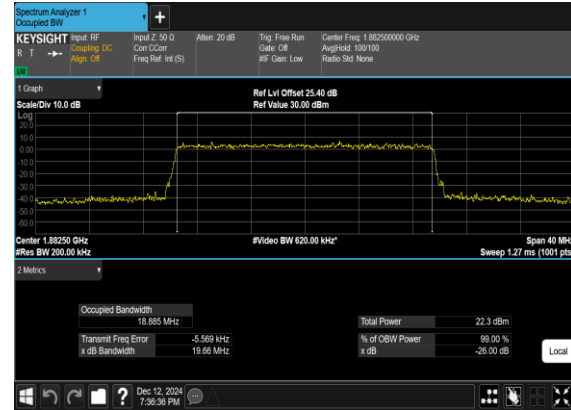 Spectrum Analyzer 1
Occupied BW
+
KEYSIGHT Input: RF Input Z: 50 Ω Atten: 20 dB Trig: Free Run Center Freq: 1.882500000 GHz
R T Coupling: DC Corr CCorr Gate: Off Avg|Hold: 100/100
Align: Off Freq Ref: Int (S) #IF Gain: Low Radio Std: None
LV
1 Graph
Ref Lvl Offset 25.40 dB
Scale/Div 10.0 dB Ref Value 30.00 dBm
Log
20.0
10.0
0.00
-10.0
-20.0
-30.0
-40.0
-50.0
-60.0
Center 1.88250 GHz #Video BW 620.00 kHz* Span 40 MHz
#Res BW 200.00 kHz Sweep 1.27 ms (1001 pts
2 Metrics
Occupied Bandwidth
18.885 MHz Total Power 22.3 dBm
Transmit Freq Error -5.569 kHz % of OBW Power 99.00 %
x dB Bandwidth 19.66 MHz x dB -26.00 dB
Local
? Dec 12, 2024
7:36:36 PM